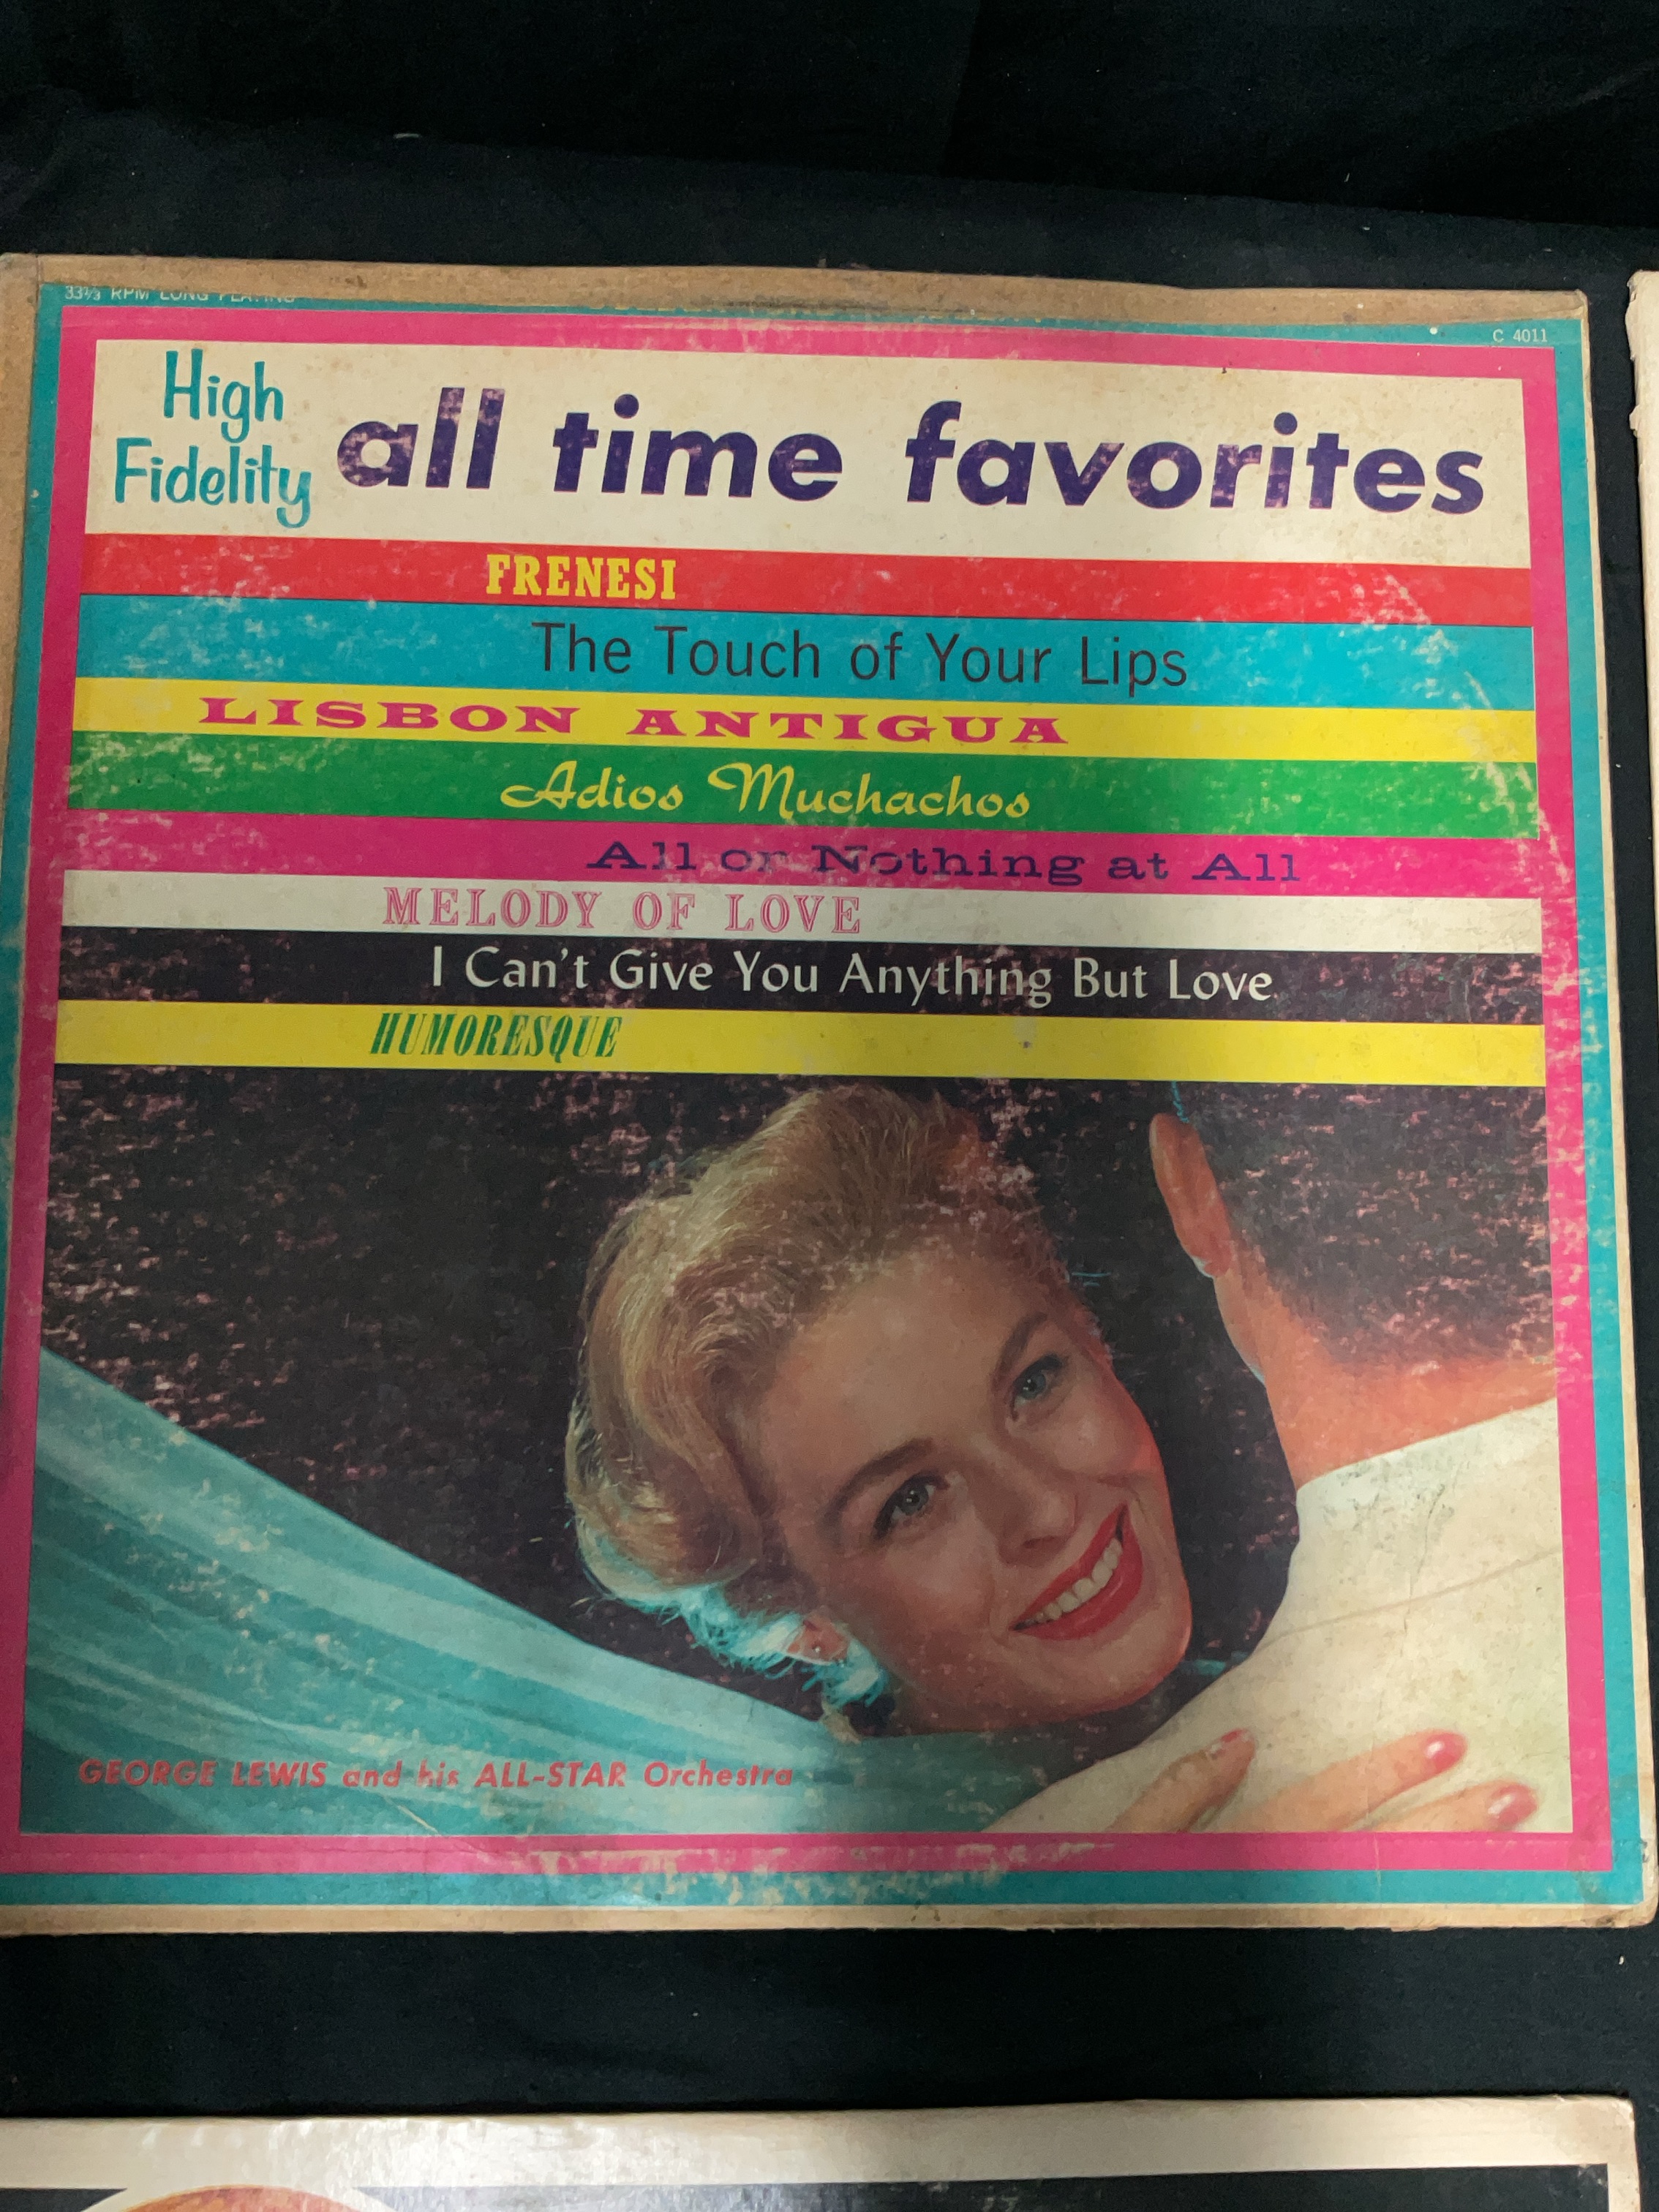 33⅓ RPM LONG PLAYING
C 4011
High
Fidelity
all time favorites
FRENESI
The Touch of Your Lips
LISBON ANTIGUA
Adios Muchachos
All or Nothing at All
MELODY OF LOVE
I Can't Give You Anything But Love
HUMORESQUE
GEORGE LEWIS and his ALL-STAR Orchestra